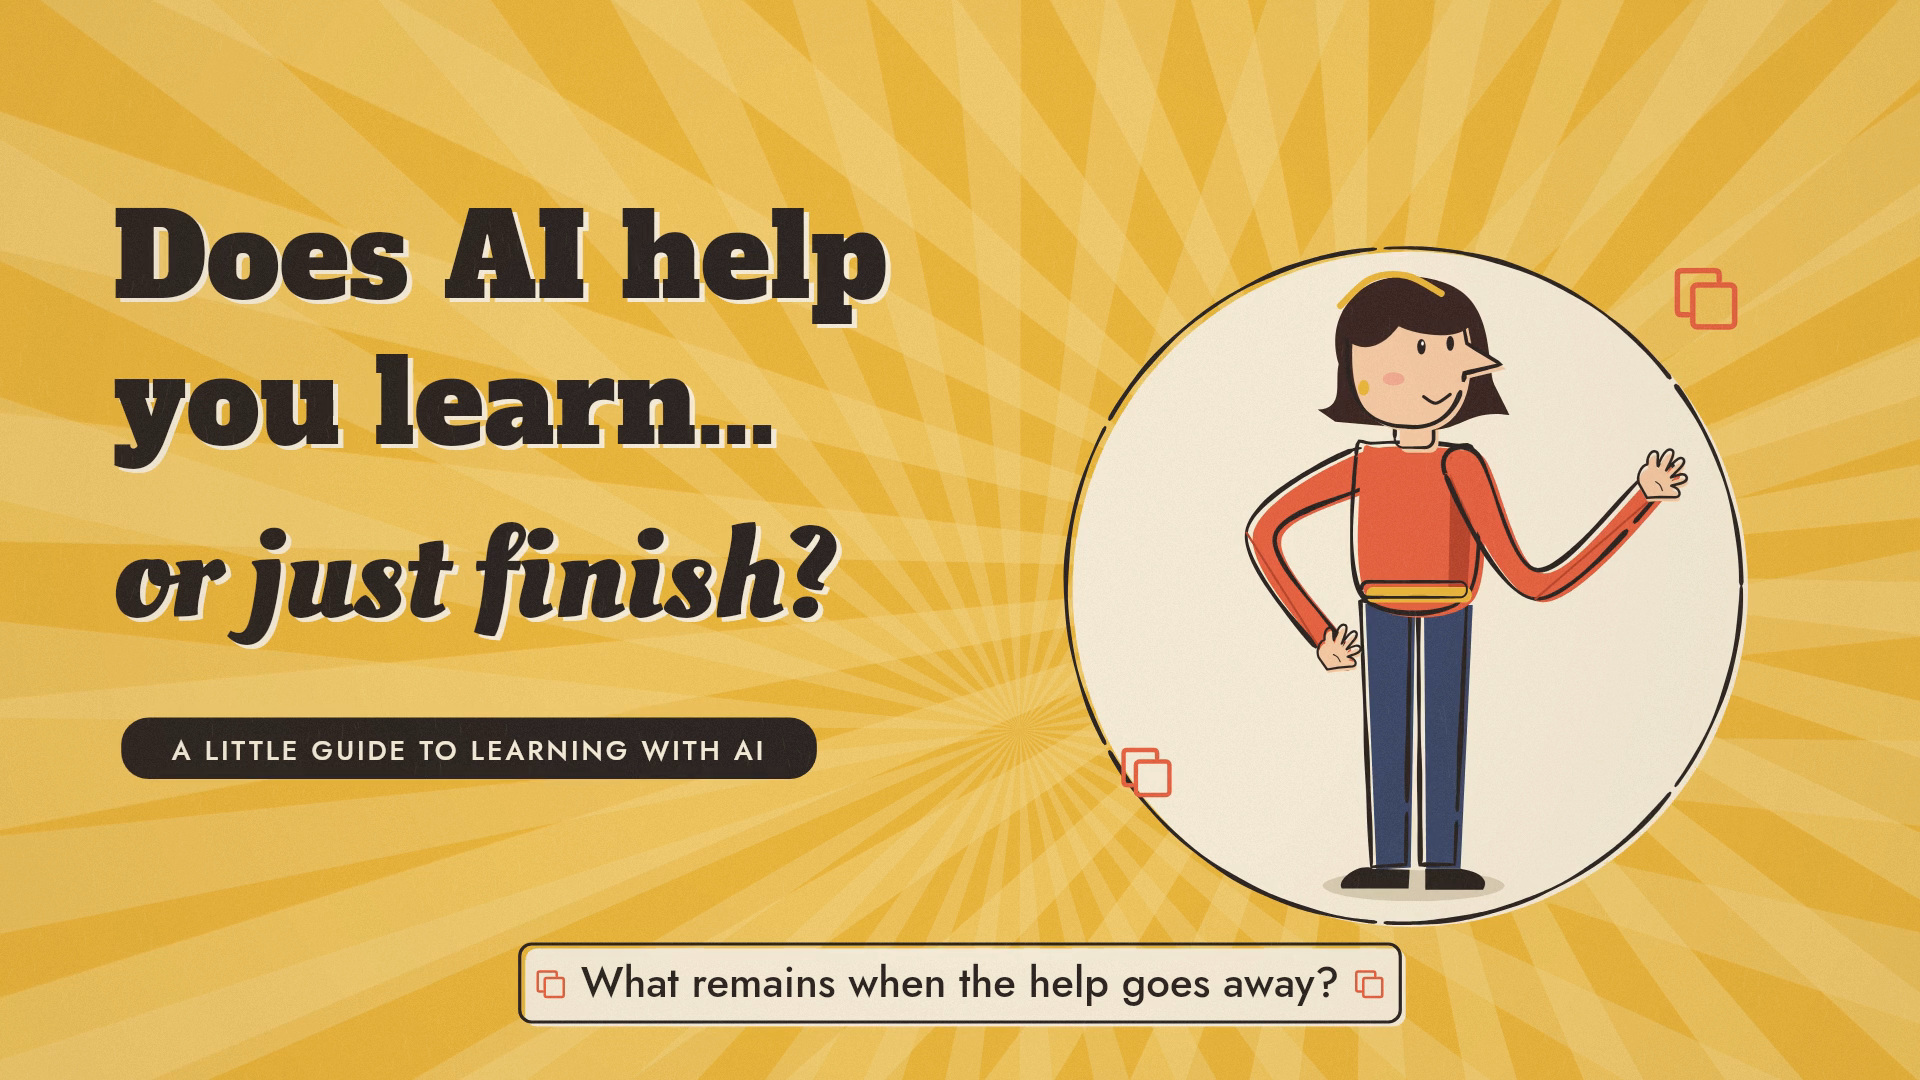 Does AI help
you learn...
or just finish?
A LITTLE GUIDE TO LEARNING WITH AI
What remains when the help goes away?